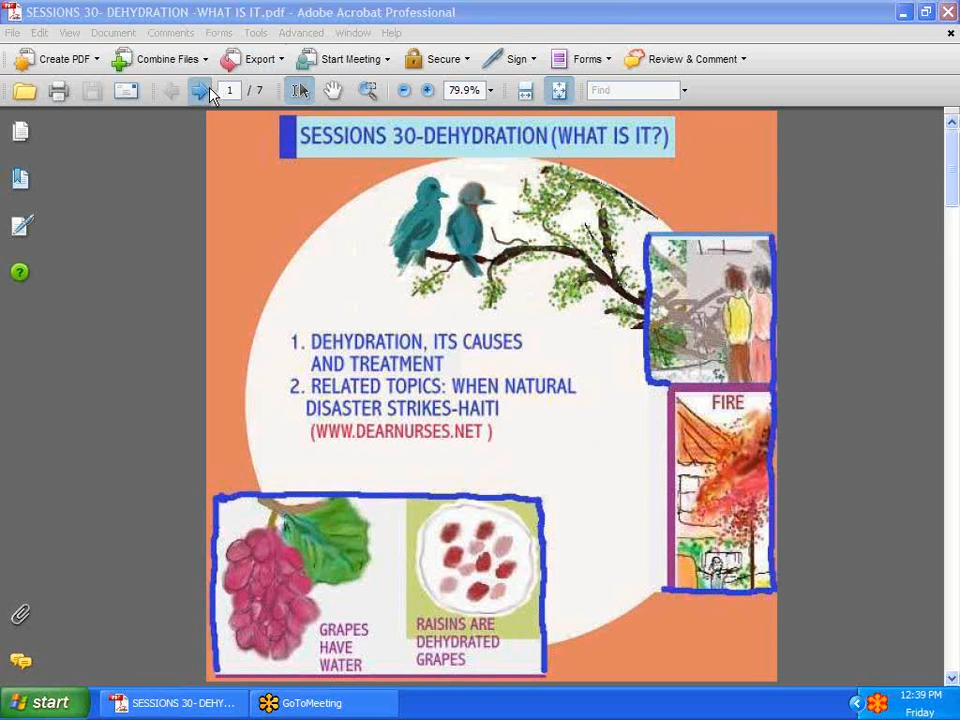 SESSIONS 30- DEHYDRATION -WHAT IS IT.pdf - Adobe Acrobat Professional
File Edit View Document Comments Forms Tools Advanced Window Help
Create PDF Combine Files Export Start Meeting Secure Sign Forms Review & Comment
1 / 7 79.9% Find
SESSIONS 30-DEHYDRATION (WHAT IS IT?)
1. DEHYDRATION, ITS CAUSES
AND TREATMENT
2. RELATED TOPICS: WHEN NATURAL
DISASTER STRIKES-HAITI
(WWW.DEARNURSES.NET )
FIRE
GRAPES
HAVE
WATER
RAISINS ARE
DEHYDRATED
GRAPES
start SESSIONS 30- DEHY... GoToMeeting 12:39 PM
Friday